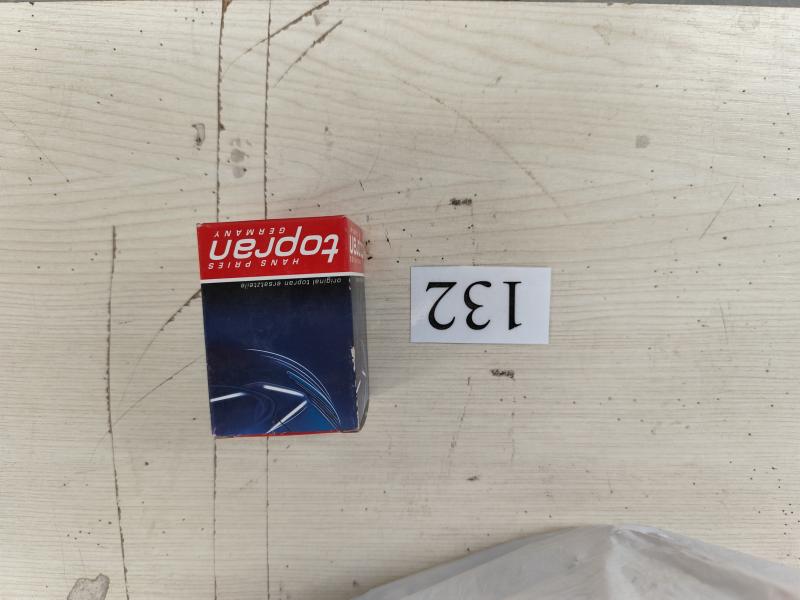 HANS PRIES
topran
GERMANY
original topran ersatzteile
132